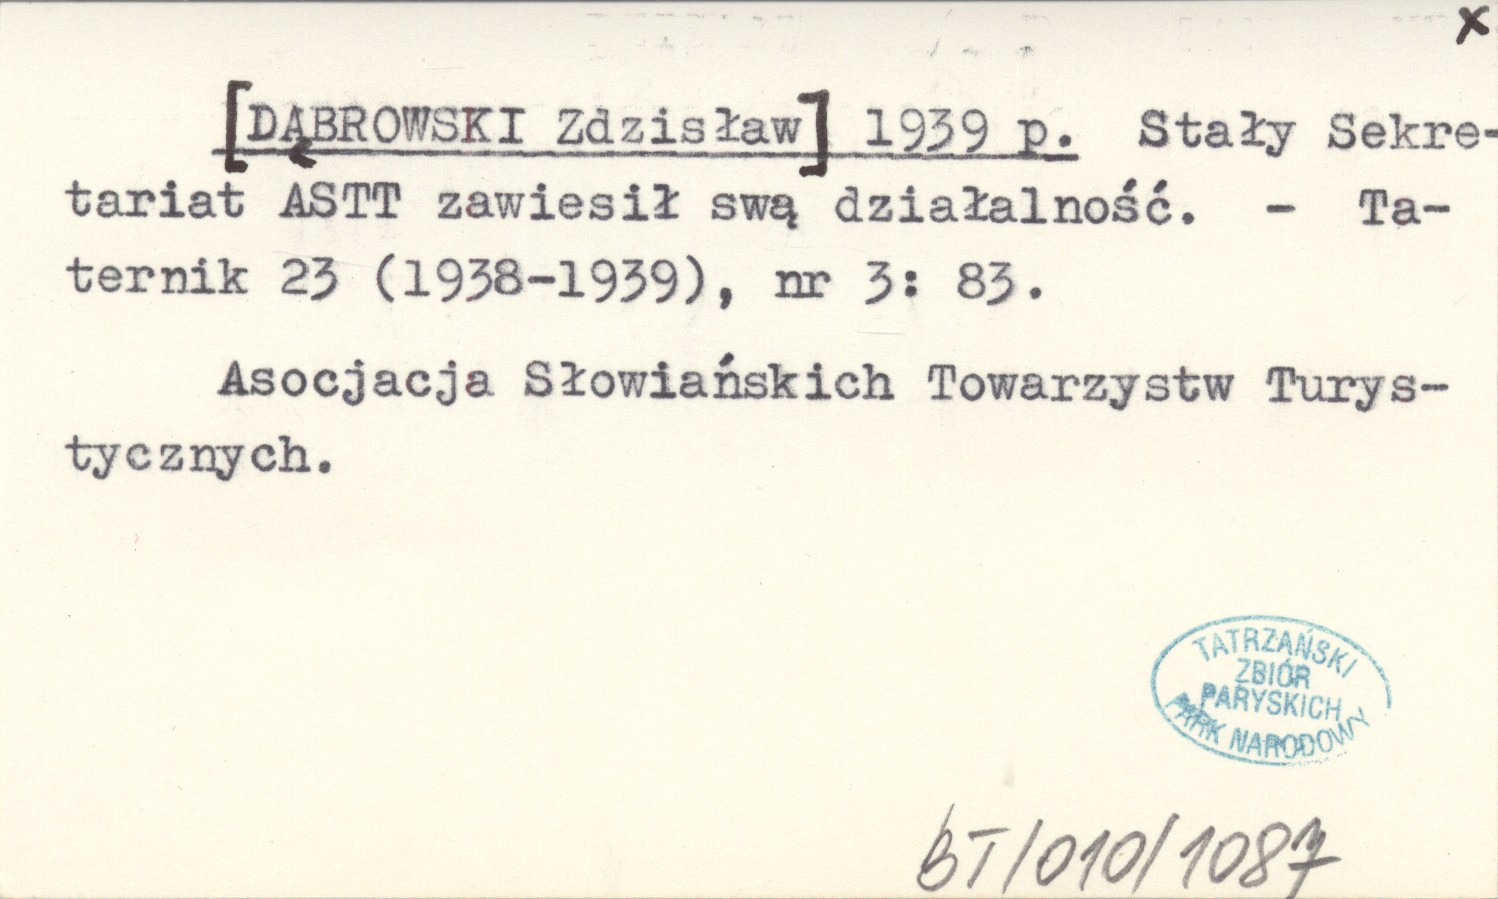 x
[DĄBROWSKI Zdzisław] 1939 p. Stały Sekre-
tariat ASTT zawiesił swą działalność. - Ta-
ternik 23 (1938-1939), nr 3: 83.
Asocjacja Słowiańskich Towarzystw Turys-
tycznych.
TATRZAŃSKI
ZBIÓR
PARYSKICH
PARK NARODOWY
BT/010/1087